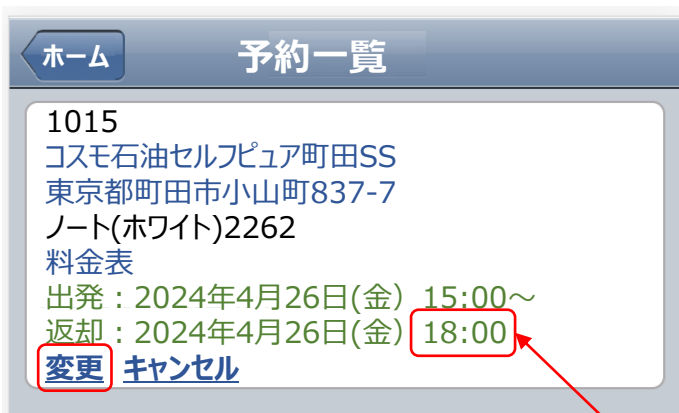 ホーム
予約一覧
1015
コスモ石油セルフピュア町田SS
東京都町田市小山町837-7
ノート(ホワイト)2262
料金表
出発：2024年4月26日(金） 15:00～
返却：2024年4月26日(金） 18:00
変更 キャンセル